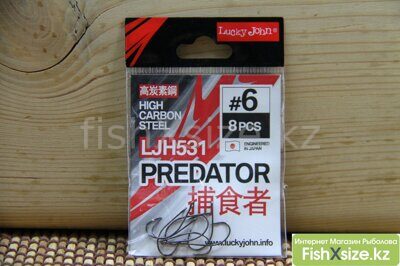 Lucky John
高炭素鋼
HIGH
CARBON
STEEL
#6
8 PCS
LJH531
ENGINEERED
IN JAPAN
PREDATOR
捕食者
www.luckyjohn.info
fishxsize.kz
Интернет Магазин Рыболова
FishXsize.kz